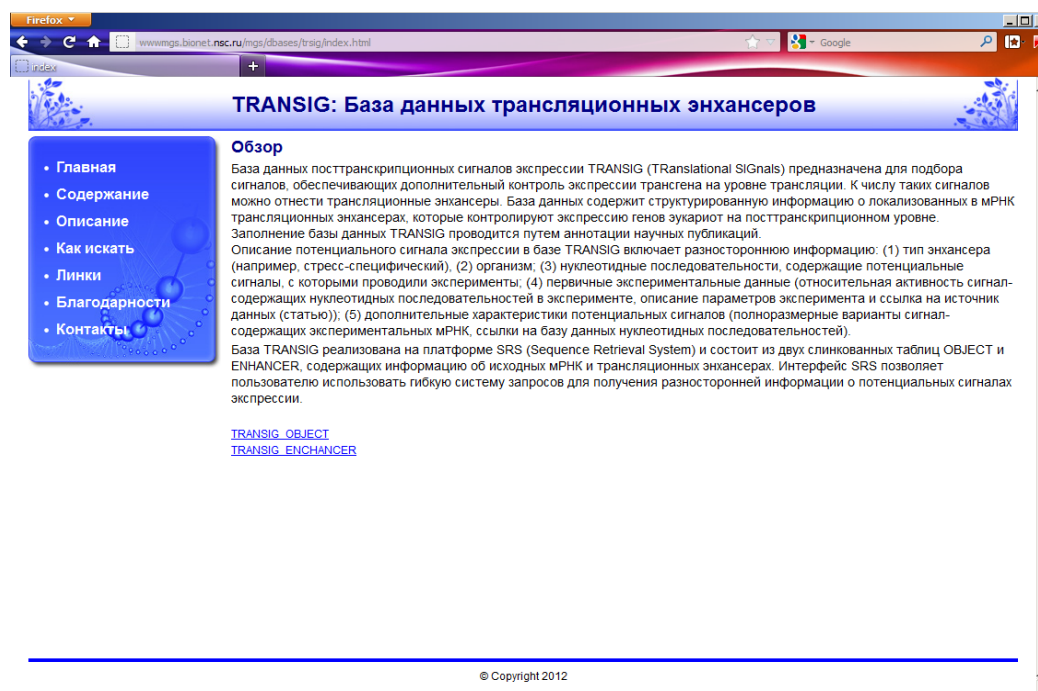 Firefox
wwwmgs.bionet.nsc.ru/mgs/dbases/trsig/index.html
Google
index
TRANSIG: База данных трансляционных энхансеров
• Главная
• Содержание
• Описание
• Как искать
• Линки
• Благодарности
• Контакты
Обзор
База данных посттранскрипционных сигналов экспрессии TRANSIG (TRanslational SIGnals) предназначена для подбора
сигналов, обеспечивающих дополнительный контроль экспрессии трансгена на уровне трансляции. К числу таких сигналов
можно отнести трансляционные энхансеры. База данных содержит структурированную информацию о локализованных в мРНК
трансляционных энхансерах, которые контролируют экспрессию генов эукариот на посттранскрипционном уровне.
Заполнение базы данных TRANSIG проводится путем аннотации научных публикаций.
Описание потенциального сигнала экспрессии в базе TRANSIG включает разностороннюю информацию: (1) тип энхансера
(например, стресс-специфический), (2) организм; (3) нуклеотидные последовательности, содержащие потенциальные
сигналы, с которыми проводили эксперименты; (4) первичные экспериментальные данные (относительная активность сигнал-
содержащих нуклеотидных последовательностей в эксперименте, описание параметров эксперимента и ссылка на источник
данных (статью)); (5) дополнительные характеристики потенциальных сигналов (полноразмерные варианты сигнал-
содержащих экспериментальных мРНК, ссылки на базу данных нуклеотидных последовательностей).
База TRANSIG реализована на платформе SRS (Sequence Retrieval System) и состоит из двух слинкованных таблиц OBJECT и
ENHANCER, содержащих информацию об исходных мРНК и трансляционных энхансерах. Интерфейс SRS позволяет
пользователю использовать гибкую систему запросов для получения разносторонней информации о потенциальных сигналах
экспрессии.
TRANSIG_OBJECT
TRANSIG_ENCHANCER
© Copyright 2012